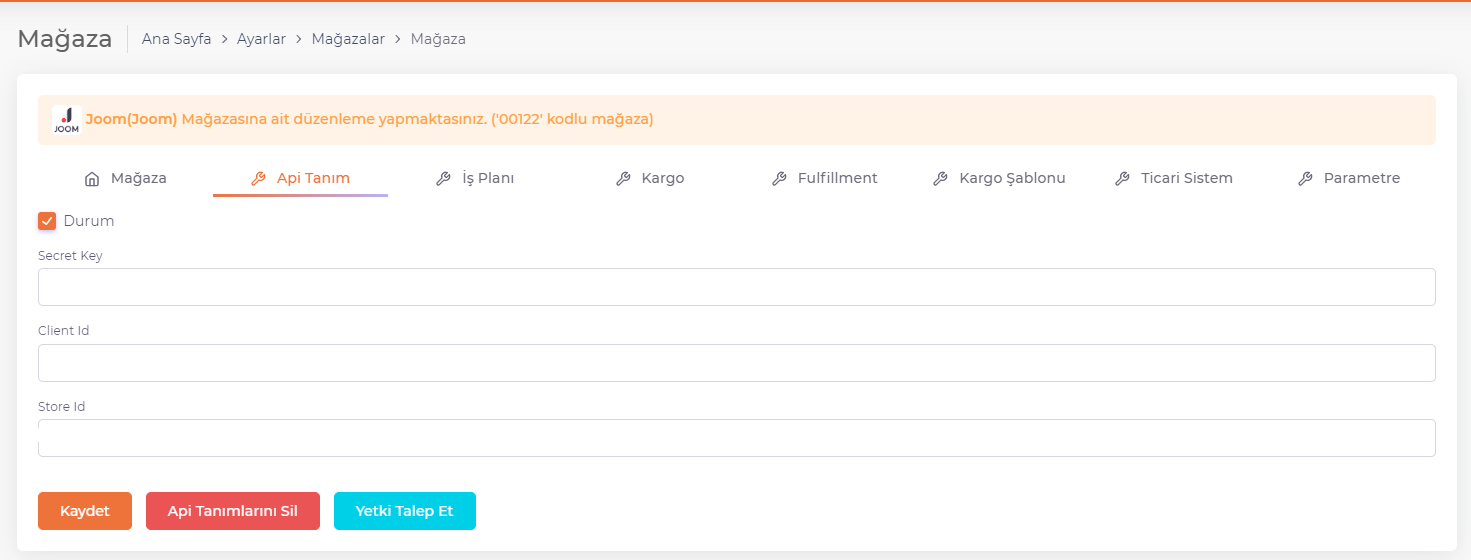 Mağaza Ana Sayfa > Ayarlar > Mağazalar > Mağaza
JOOM Joom(Joom) Mağazasına ait düzenleme yapmaktasınız. ('00122' kodlu mağaza)
Mağaza Api Tanım İş Planı Kargo Fulfillment Kargo Şablonu Ticari Sistem Parametre
Durum
Secret Key
Client Id
Store Id
Kaydet Api Tanımlarını Sil Yetki Talep Et